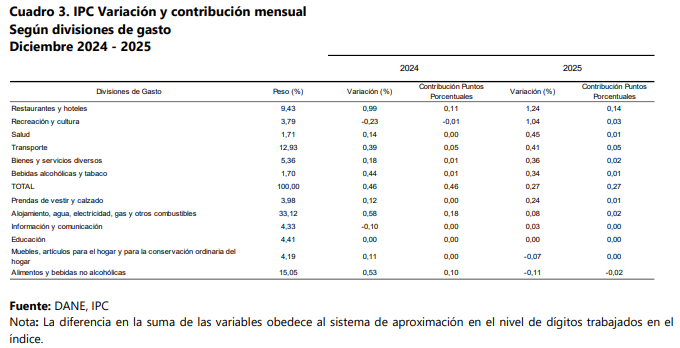 Cuadro 3. IPC Variación y contribución mensual
Según divisiones de gasto
Diciembre 2024 - 2025
2024 2025
Divisiones de Gasto Peso (%) Variación (%) Contribución Puntos Porcentuales Variación (%) Contribución Puntos Porcentuales
Restaurantes y hoteles 9,43 0,99 0,11 1,24 0,14
Recreación y cultura 3,79 -0,23 -0,01 1,04 0,03
Salud 1,71 0,14 0,00 0,45 0,01
Transporte 12,93 0,39 0,05 0,41 0,05
Bienes y servicios diversos 5,36 0,18 0,01 0,36 0,02
Bebidas alcohólicas y tabaco 1,70 0,44 0,01 0,34 0,01
TOTAL 100,00 0,46 0,46 0,27 0,27
Prendas de vestir y calzado 3,98 0,12 0,00 0,24 0,01
Alojamiento, agua, electricidad, gas y otros combustibles 33,12 0,58 0,18 0,08 0,02
Información y comunicación 4,33 -0,10 0,00 0,03 0,00
Educación 4,41 0,00 0,00 0,00 0,00
Muebles, artículos para el hogar y para la conservación ordinaria del
hogar 4,19 0,11 0,00 -0,07 0,00
Alimentos y bebidas no alcohólicas 15,05 0,53 0,10 -0,11 -0,02
Fuente: DANE, IPC
Nota: La diferencia en la suma de las variables obedece al sistema de aproximación en el nivel de dígitos trabajados en el
índice.